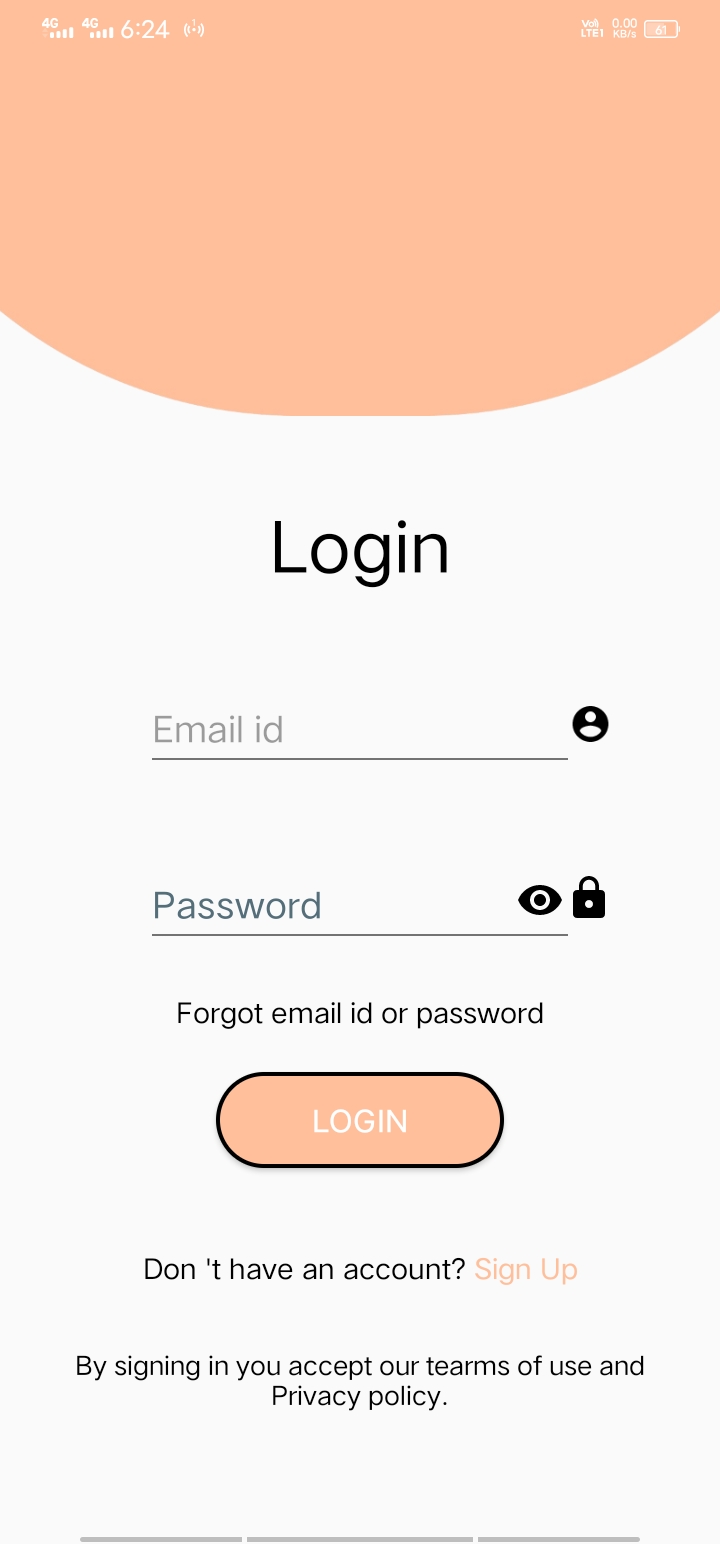 4G 4G 6:24 1 Vo) LTE1 0.00 KB/s 61
Login
Email id
Password
Forgot email id or password
LOGIN
Don 't have an account? Sign Up
By signing in you accept our tearms of use and
Privacy policy.